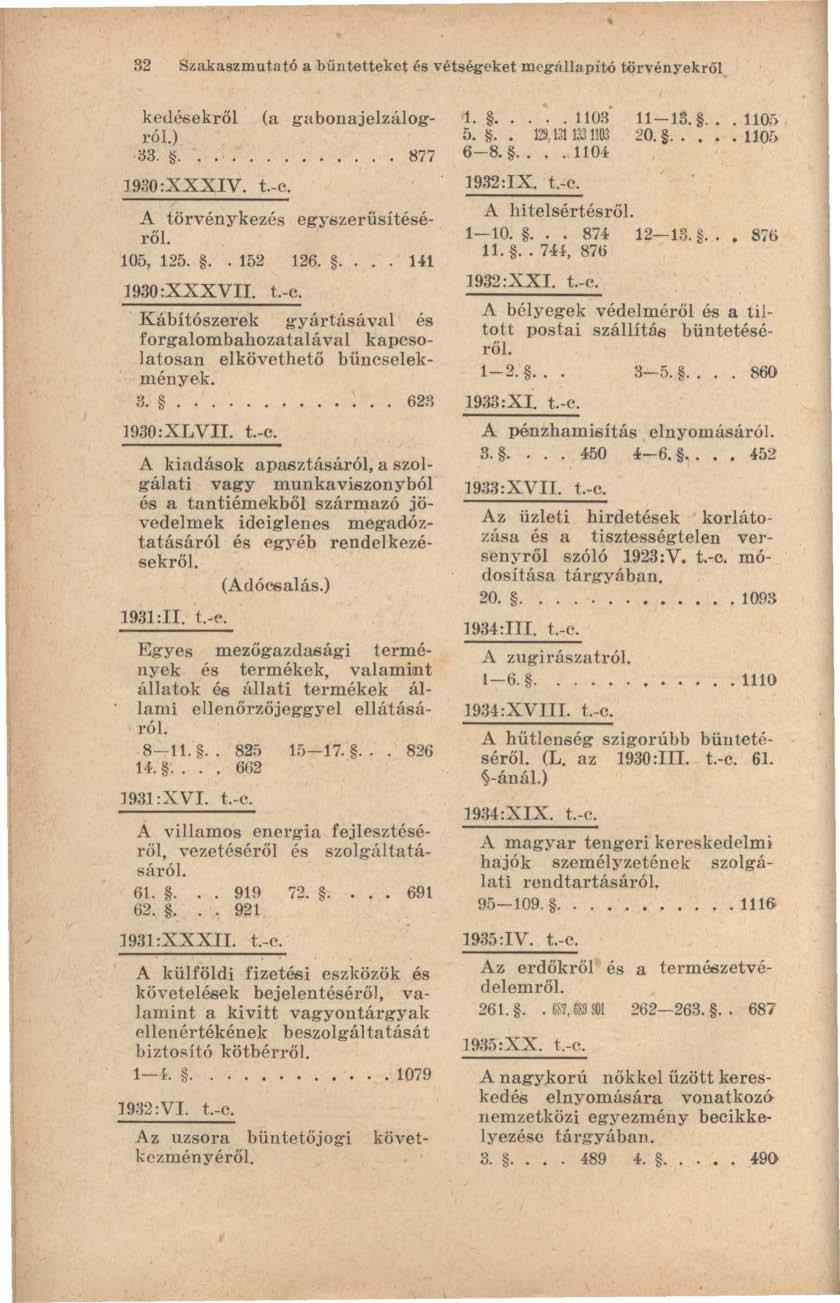 32 Szakaszmutató a büntetteket és vétségeket megállapító törvényekről
kedésekről (a gabonajelzálog-
ról.)
33. §. . . . . . . . . . . . . 877
1930:XXXIV. t.-c.
A törvénykezés egyszerűsítésé-
ről.
105, 125. §. . 152 126. §. . . . 141
1930:XXXVII. t.-c.
Kábítószerek gyártásával és
forgalombahozatalával kapcso-
latosan elkövethető büncselek-
mények.
3. § . . . . . . . . . . . . . 623
1930:XLVII. t.-c.
A kiadások apasztásáról, a szol-
gálati vagy munkaviszonyból
és a tantiémekből származó jö-
vedelmek ideiglenes megadóz-
tatásáról és egyéb rendelkezé-
sekről.
(Adócsalás.)
1931:II. t.-c.
Egyes mezőgazdasági termé-
nyek és termékek, valamint
állatok és állati termékek ál-
lami ellenőrzőjeggyel ellátásá-
ról.
8—11. §. . 825 15—17. §. . . 826
14. §. . . . 662
1931:XVI. t.-c.
A villamos energia fejlesztésé-
ről, vezetéséről és szolgáltatá-
sáról.
61. §. . . 919 72. §. . . . 691
62. §. . . 921
1931:XXXII. t.-c.
A külföldi fizetési eszközök és
követelések bejelentéséről, va-
lamint a kivitt vagyontárgyak
ellenértékének beszolgáltatását
biztosító kötbérről.
1—4. §. . . . . . . . . . . . 1079
1932:VI. t.-c.
Az uzsora büntetőjogi követ-
kezményéről.
1. §. . . . . 1103 11—13. §. . . 1105
5. §. . 129, 131 133 1103 20. §. . . . . 1105
6—8. §. . . . 1104
1932:IX. t.-c.
A hitelsértésről.
1—10. §. . . 874 12—13. §. . . 876
11. §. . 744, 876
1932:XXI. t.-c.
A bélyegek védelméről és a til-
tott postai szállítás büntetésé-
ről.
1—2. §. . . 3—5. §. . . . 860
1933:XI. t.-c.
A pénzhamisítás elnyomásáról.
3. §. . . . 450 4—6. §. . . . 452
1933:XVII. t.-c.
Az üzleti hirdetések korláto-
zása és a tisztességtelen ver-
senyről szóló 1923:V. t.-c. mó-
dosítása tárgyában.
20. §. . . . . . . . . . . . . 1093
1934:III. t.-c.
A zugirászatról.
1—6. §. . . . . . . . . . . . 1110
1934:XVIII. t.-c.
A hűtlenség szigorúbb bünteté-
séről. (L. az 1930:III. t.-c. 61.
§-ánál.)
1934:XIX. t.-c.
A magyar tengeri kereskedelmi
hajók személyzetének szolgá-
lati rendtartásáról.
95—109. §. . . . . . . . . . . 1116
1935:IV. t.-c.
Az erdőkről és a természetvé-
delemről.
261. §. . 687, 689 901 262—263. §. . 687
1935:XX. t.-c.
A nagykorú nőkkel űzött keres-
kedés elnyomására vonatkozó
nemzetközi egyezmény becikke-
lyezése tárgyában.
3. §. . . . 489 4. §. . . . . 490